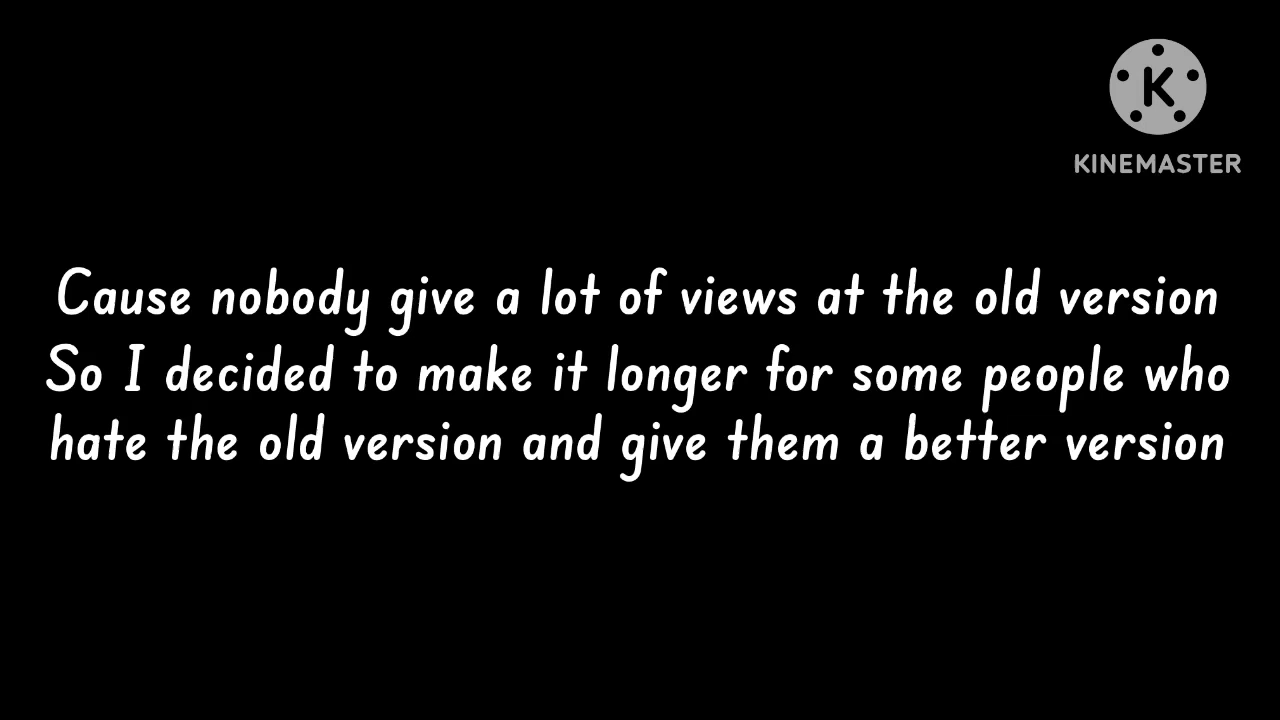 K
KINEMASTER
Cause nobody give a lot of views at the old version
So I decided to make it longer for some people who
hate the old version and give them a better version